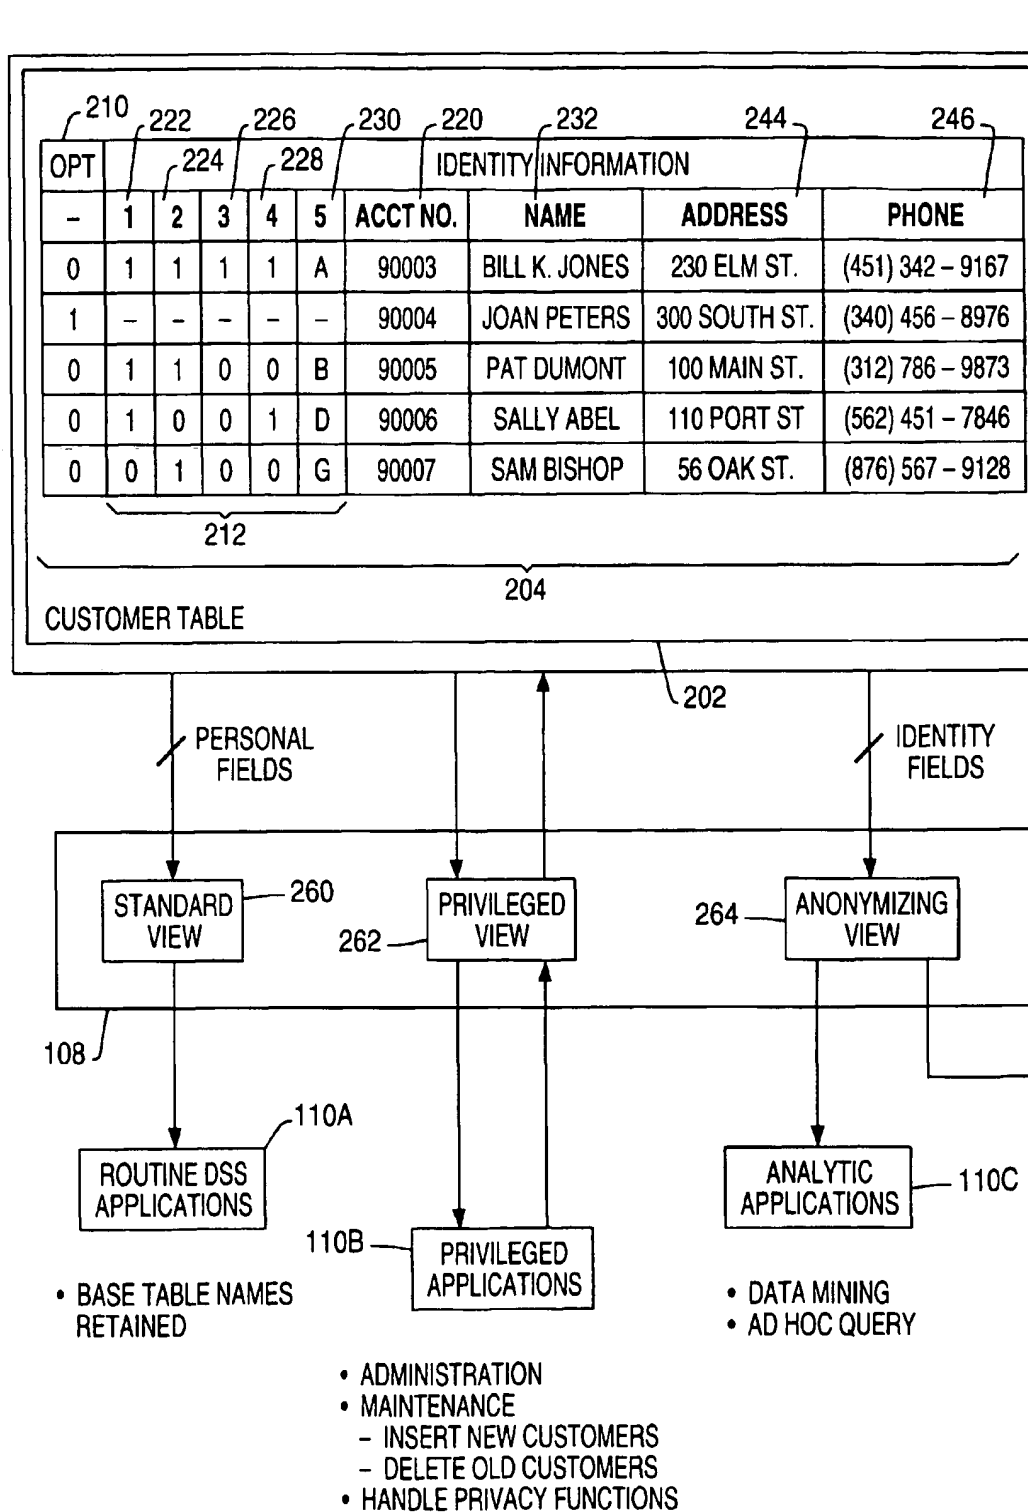 210 222 226 230 220 232 244 246
OPT 224 228 IDENTITY INFORMATION
– 1 2 3 4 5 ACCT NO. NAME ADDRESS PHONE
0 1 1 1 1 A 90003 BILL K. JONES 230 ELM ST. (451) 342 – 9167
1 – – – – – 90004 JOAN PETERS 300 SOUTH ST. (340) 456 – 8976
0 1 1 0 0 B 90005 PAT DUMONT 100 MAIN ST. (312) 786 – 9873
0 1 0 0 1 D 90006 SALLY ABEL 110 PORT ST (562) 451 – 7846
0 0 1 0 0 G 90007 SAM BISHOP 56 OAK ST. (876) 567 – 9128
212
204
CUSTOMER TABLE
202
PERSONAL
FIELDS
IDENTITY
FIELDS
STANDARD
VIEW
260
PRIVILEGED
VIEW
262
ANONYMIZING
VIEW
264
108
110A
ROUTINE DSS
APPLICATIONS
• BASE TABLE NAMES
RETAINED
110B
PRIVILEGED
APPLICATIONS
• ADMINISTRATION
• MAINTENANCE
– INSERT NEW CUSTOMERS
– DELETE OLD CUSTOMERS
• HANDLE PRIVACY FUNCTIONS
ANALYTIC
APPLICATIONS
110C
• DATA MINING
• AD HOC QUERY